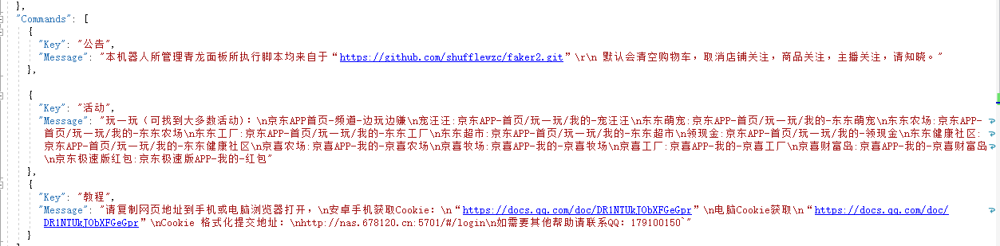 },
"Commands": [
{
"Key": "公告",
"Message": "本机器人所管理青龙面板所执行脚本均来自于“https://github.com/shufflewzc/faker2.git”\r\n 默认会清空购物车，取消店铺关注，商品关注，主播关注，请知晓。"
},
{
"Key": "活动",
"Message": "玩一玩（可找到大多数活动）：\n京东APP首页-频道-边玩边赚\n宠汪汪:京东APP-首页/玩一玩/我的-宠汪汪\n东东萌宠:京东APP-首页/玩一玩/我的-东东萌宠\n东东农场:京东APP-
首页/玩一玩/我的-东东农场\n东东工厂:京东APP-首页/玩一玩/我的-东东工厂\n东东超市:京东APP-首页/玩一玩/我的-东东超市\n领现金:京东APP-首页/玩一玩/我的-领现金\n东东健康社区:
京东APP-首页/玩一玩/我的-东东健康社区\n京喜农场:京喜APP-我的-京喜农场\n京喜牧场:京喜APP-我的-京喜牧场\n京喜工厂:京喜APP-我的-京喜工厂\n京喜财富岛:京喜APP-我的-京喜财富岛
\n京东极速版红包:京东极速版APP-我的-红包"
},
{
"Key": "教程",
"Message": "请复制网页地址到手机或电脑浏览器打开，\n安卓手机获取Cookie：\n“https://docs.qq.com/doc/DR1NTUkJObXFGeGpr”\n电脑Cookie获取\n“https://docs.qq.com/doc/
DR1NTUkJObXFGeGpr”\nCookie 格式化提交地址：\nhttp://nas.678120.cn:5701/#/login\n如需要其他帮助请联系QQ：179100150`"
}